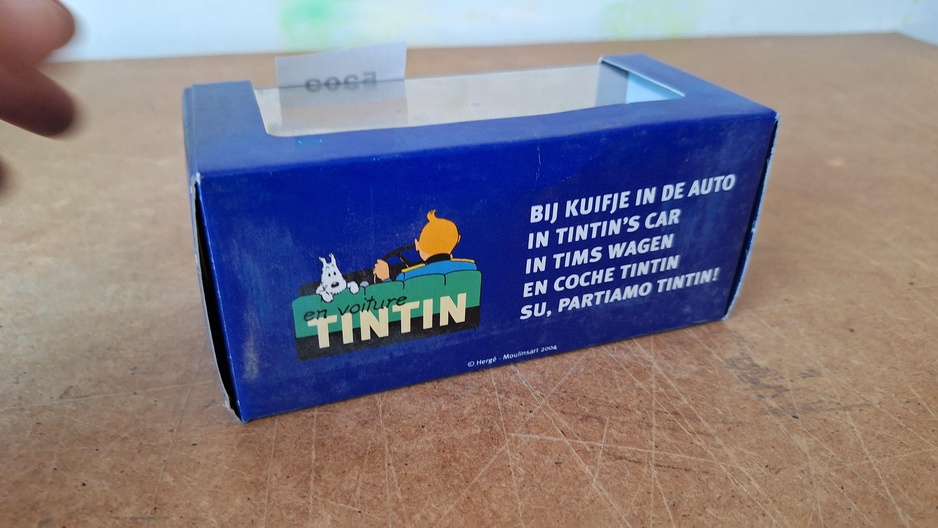 E203
en voiture
TINTIN
BIJ KUIFJE IN DE AUTO
IN TINTIN'S CAR
IN TIMS WAGEN
EN COCHE TINTIN
SU, PARTIAMO TINTIN!
© Hergé - Moulinsart 2004